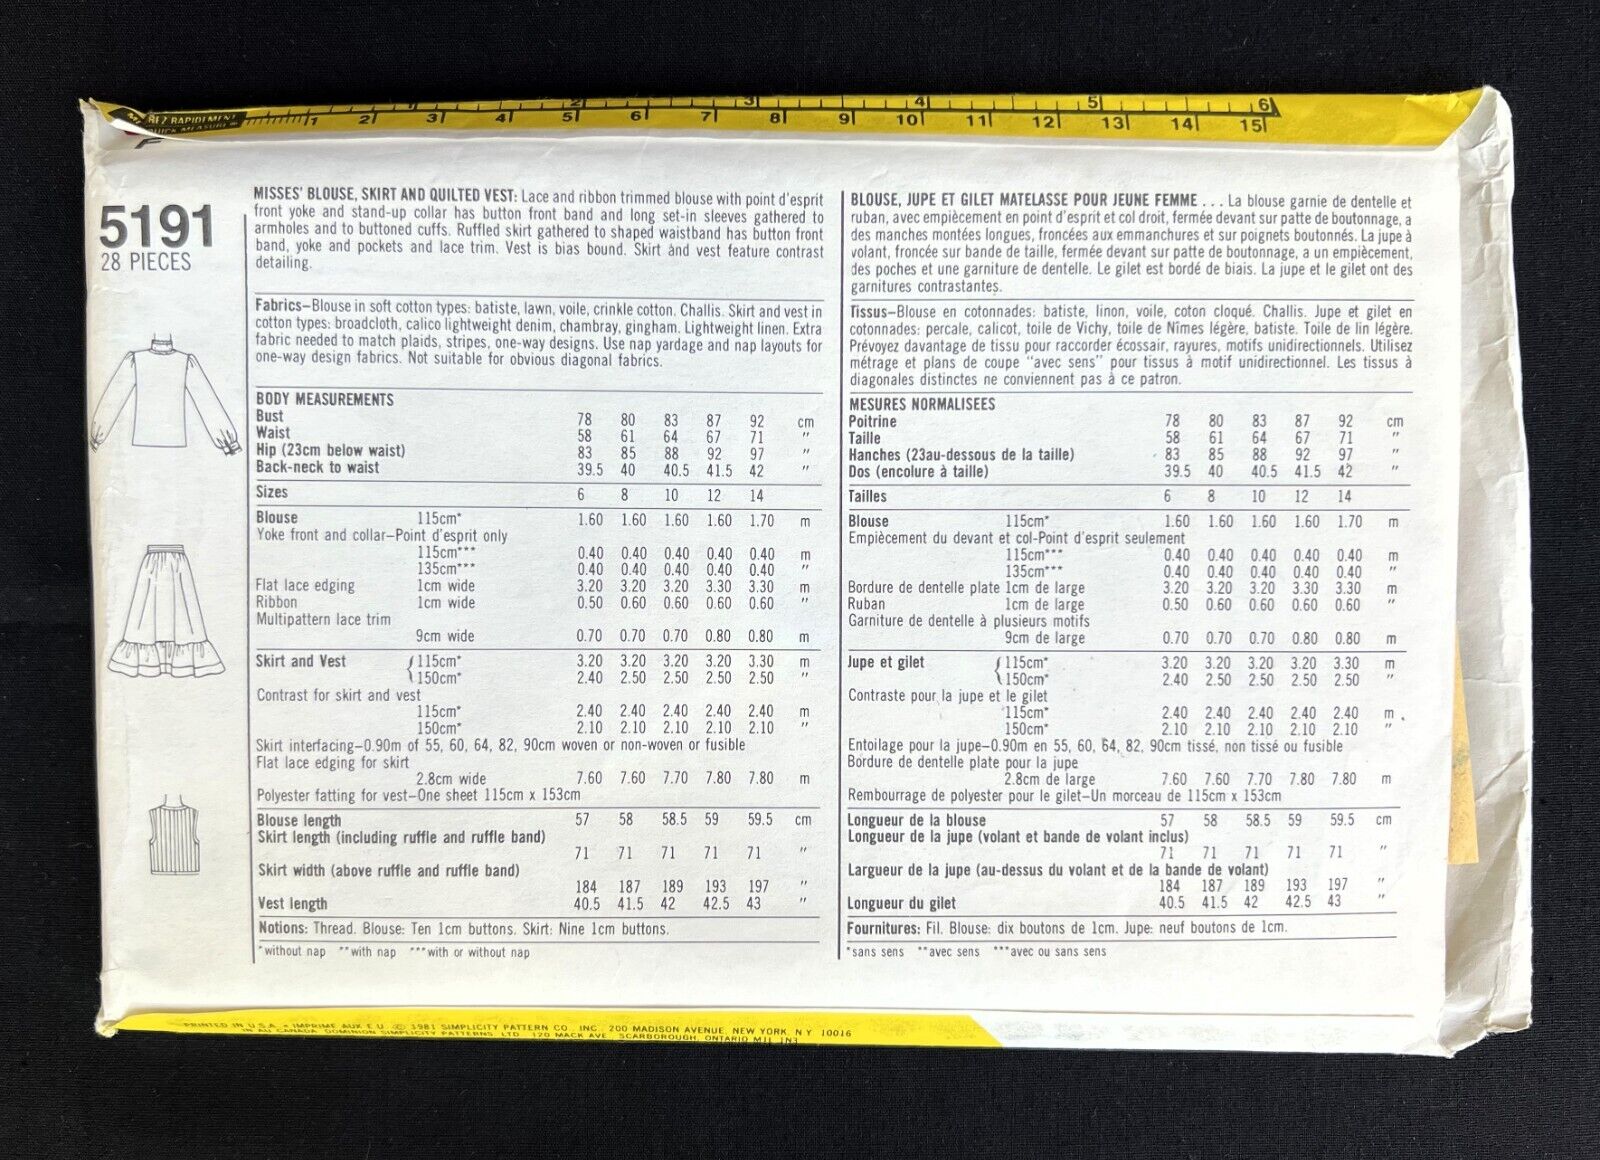 1 2 3 4 5 6
REZ RAPIDEMENT
QUICK MEASURE
1 2 3 4 5 6 7 8 9 10 11 12 13 14 15
5191
28 PIECES
MISSES' BLOUSE, SKIRT AND QUILTED VEST: Lace and ribbon trimmed blouse with point d'esprit
front yoke and stand-up collar has button front band and long set-in sleeves gathered to
armholes and to buttoned cuffs. Ruffled skirt gathered to shaped waistband has button front
band, yoke and pockets and lace trim. Vest is bias bound. Skirt and vest feature contrast
detailing.
Fabrics—Blouse in soft cotton types: batiste, lawn, voile, crinkle cotton. Challis. Skirt and vest in
cotton types: broadcloth, calico lightweight denim, chambray, gingham. Lightweight linen. Extra
fabric needed to match plaids, stripes, one-way designs. Use nap yardage and nap layouts for
one-way design fabrics. Not suitable for obvious diagonal fabrics.
BODY MEASUREMENTS
Bust 78 80 83 87 92 cm
Waist 58 61 64 67 71 "
Hip (23cm below waist) 83 85 88 92 97 "
Back-neck to waist 39.5 40 40.5 41.5 42 "
Sizes 6 8 10 12 14
Blouse 115cm* 1.60 1.60 1.60 1.60 1.70 m
Yoke front and collar—Point d'esprit only
115cm*** 0.40 0.40 0.40 0.40 0.40 m
135cm*** 0.40 0.40 0.40 0.40 0.40 "
Flat lace edging 1cm wide 3.20 3.20 3.20 3.30 3.30 m
Ribbon 1cm wide 0.50 0.60 0.60 0.60 0.60 "
Multipattern lace trim
9cm wide 0.70 0.70 0.70 0.80 0.80 m
Skirt and Vest 115cm* 3.20 3.20 3.20 3.20 3.30 m
150cm* 2.40 2.50 2.50 2.50 2.50 "
Contrast for skirt and vest
115cm* 2.40 2.40 2.40 2.40 2.40 m
150cm* 2.10 2.10 2.10 2.10 2.10 "
Skirt interfacing—0.90m of 55, 60, 64, 82, 90cm woven or non-woven or fusible
Flat lace edging for skirt
2.8cm wide 7.60 7.60 7.70 7.80 7.80 m
Polyester fatting for vest—One sheet 115cm x 153cm
Blouse length 57 58 58.5 59 59.5 cm
Skirt length (including ruffle and ruffle band)
71 71 71 71 71 "
Skirt width (above ruffle and ruffle band)
184 187 189 193 197 "
Vest length 40.5 41.5 42 42.5 43 "
Notions: Thread. Blouse: Ten 1cm buttons. Skirt: Nine 1cm buttons.
*without nap **with nap ***with or without nap
BLOUSE, JUPE ET GILET MATELASSE POUR JEUNE FEMME . . . La blouse garnie de dentelle et
ruban, avec empiècement en point d'esprit et col droit, fermée devant sur patte de boutonnage, a
des manches montées longues, froncées aux emmanchures et sur poignets boutonnés. La jupe à
volant, froncée sur bande de taille, fermée devant sur patte de boutonnage, a un empiècement,
des poches et une garniture de dentelle. Le gilet est bordé de biais. La jupe et le gilet ont des
garnitures contrastantes.
Tissus—Blouse en cotonnades: batiste, linon, voile, coton cloqué. Challis. Jupe et gilet en
cotonnades: percale, calicot, toile de Vichy, toile de Nîmes légère, batiste. Toile de lin légère.
Prévoyez davantage de tissu pour raccorder écossair, rayures, motifs unidirectionnels. Utilisez
métrage et plans de coupe "avec sens" pour tissus à motif unidirectionnel. Les tissus à
diagonales distinctes ne conviennent pas à ce patron.
MESURES NORMALISEES
Poitrine 78 80 83 87 92 cm
Taille 58 61 64 67 71 "
Hanches (23au-dessous de la taille) 83 85 88 92 97 "
Dos (encolure à taille) 39.5 40 40.5 41.5 42 "
Tailles 6 8 10 12 14
Blouse 115cm* 1.60 1.60 1.60 1.60 1.70 m
Empiècement du devant et col-Point d'esprit seulement
115cm*** 0.40 0.40 0.40 0.40 0.40 m
135cm*** 0.40 0.40 0.40 0.40 0.40 "
Bordure de dentelle plate 1cm de large 3.20 3.20 3.20 3.30 3.30 m
Ruban 1cm de large 0.50 0.60 0.60 0.60 0.60 "
Garniture de dentelle à plusieurs motifs
9cm de large 0.70 0.70 0.70 0.80 0.80 m
Jupe et gilet 115cm* 3.20 3.20 3.20 3.20 3.30 m
150cm* 2.40 2.50 2.50 2.50 2.50 "
Contraste pour la jupe et le gilet
115cm* 2.40 2.40 2.40 2.40 2.40 m
150cm* 2.10 2.10 2.10 2.10 2.10 "
Entoilage pour la jupe—0.90m en 55, 60, 64, 82, 90cm tissé, non tissé ou fusible
Bordure de dentelle plate pour la jupe
2.8cm de large 7.60 7.60 7.70 7.80 7.80 m
Rembourrage de polyester pour le gilet—Un morceau de 115cm x 153cm
Longueur de la blouse 57 58 58.5 59 59.5 cm
Longueur de la jupe (volant et bande de volant inclus)
71 71 71 71 71 "
Largueur de la jupe (au-dessus du volant et de la bande de volant)
184 187 189 193 197 "
Longueur du gilet 40.5 41.5 42 42.5 43 "
Fournitures: Fil. Blouse: dix boutons de 1cm. Jupe: neuf boutons de 1cm.
*sans sens **avec sens ***avec ou sans sens
PRINTED IN U.S.A. • IMPRIME AUX E.U. © 1981 SIMPLICITY PATTERN CO. INC. 200 MADISON AVENUE, NEW YORK, N.Y. 10016
IN AU CANADA, DOMINION SIMPLICITY PATTERNS, LTD. 120 MACK AVE. SCARBOROUGH, ONTARIO M1L 1N3